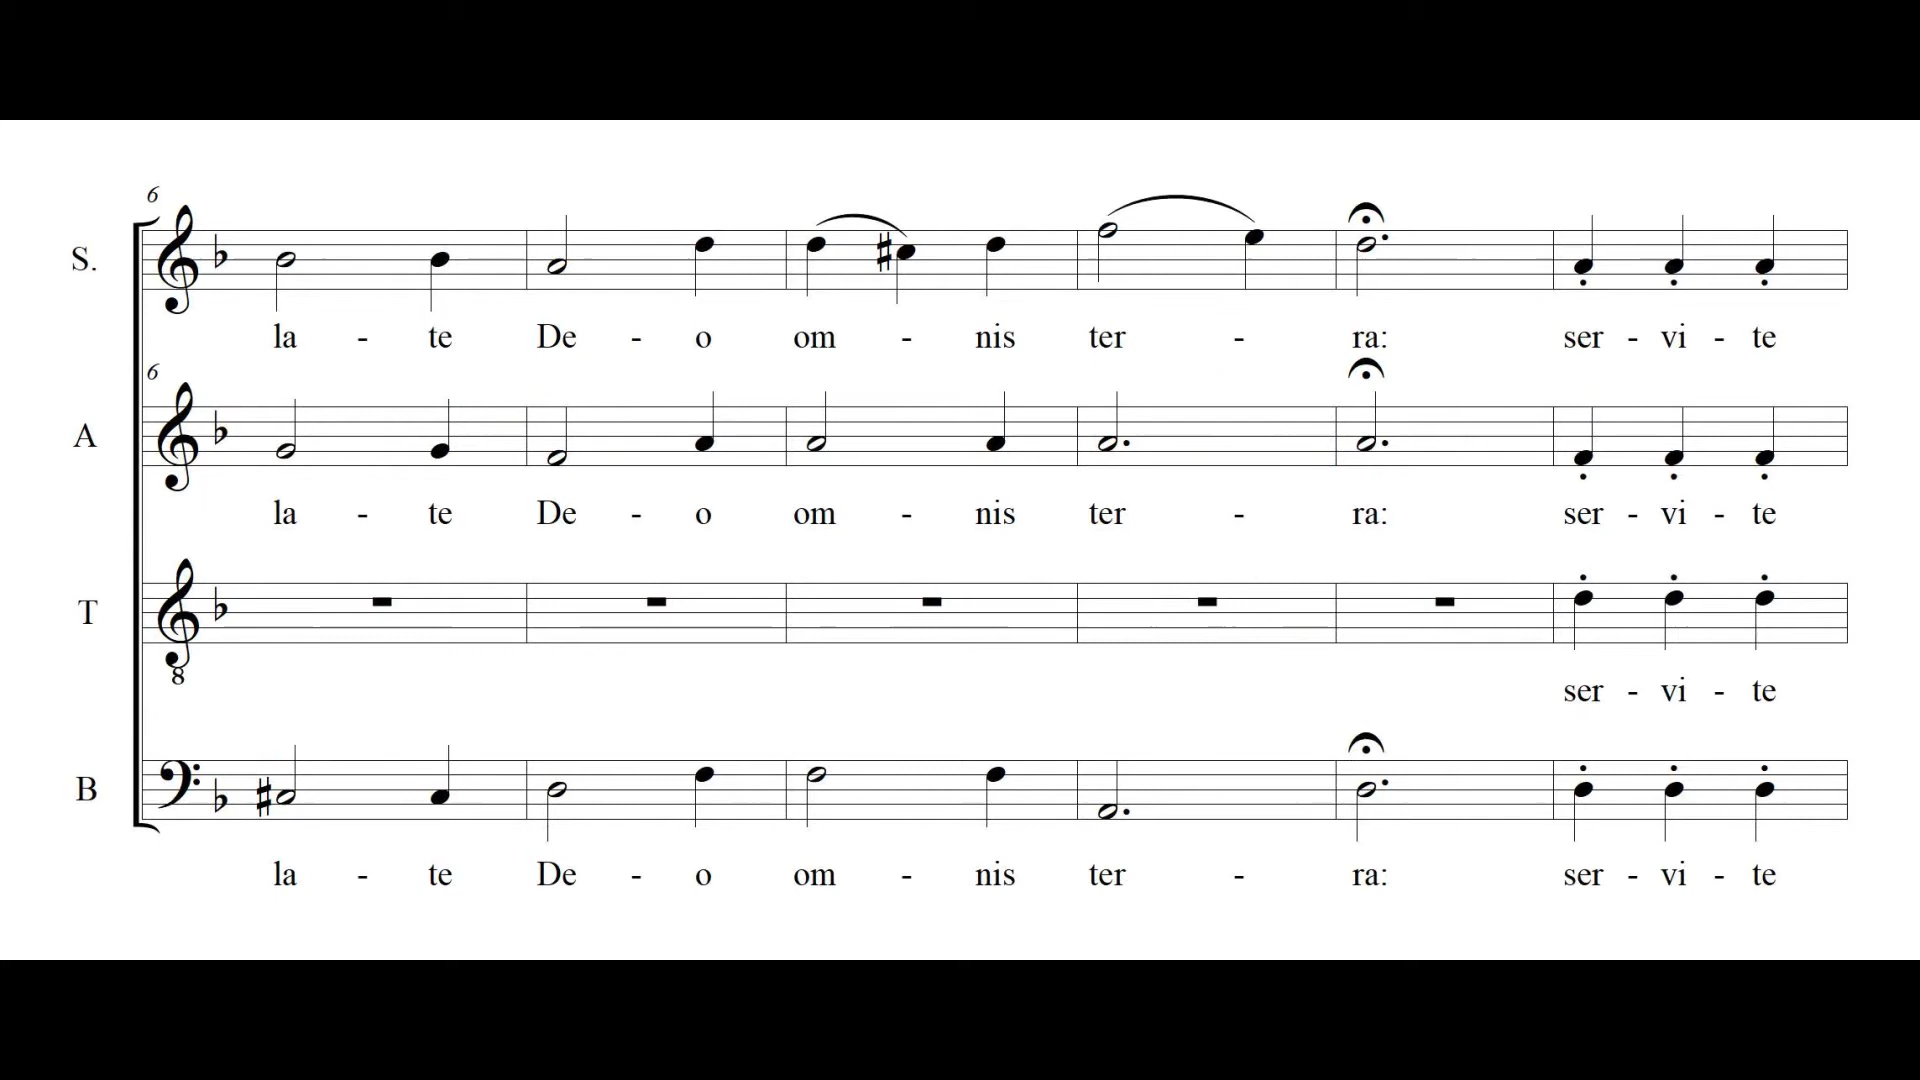 6
S.
la - te De - o om - nis ter - ra: ser - vi - te
6
A
la - te De - o om - nis ter - ra: ser - vi - te
T
8
ser - vi - te
B
la - te De - o om - nis ter - ra: ser - vi - te